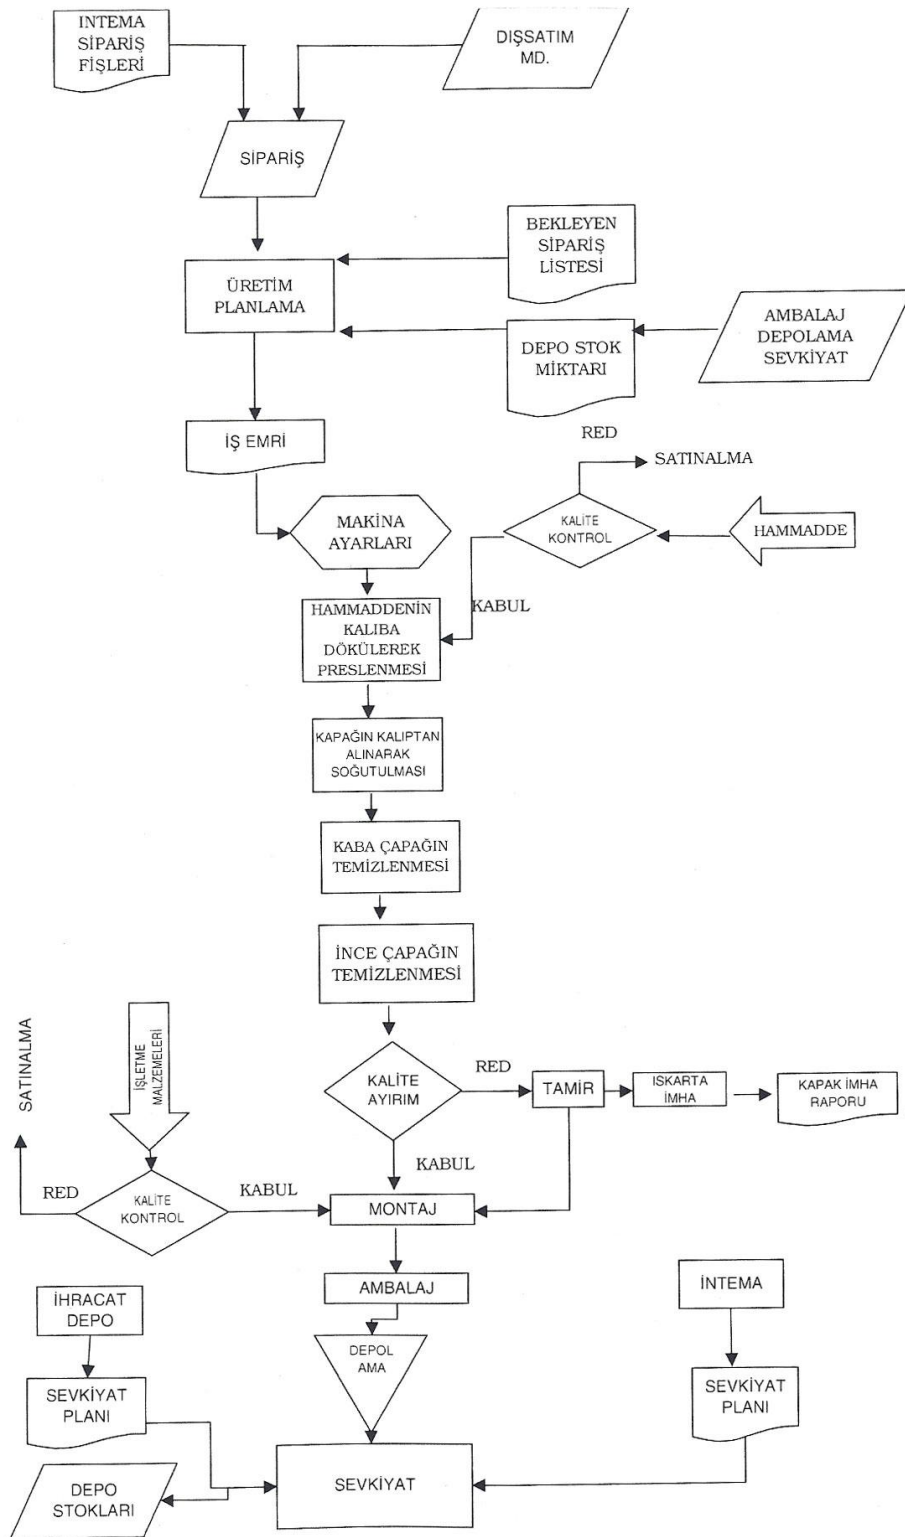 INTEMA
SİPARİŞ
FİŞLERİ
DIŞSATIM
MD.
SİPARİŞ
BEKLEYEN
SİPARİŞ
LİSTESİ
ÜRETİM
PLANLAMA
AMBALAJ
DEPOLAMA
SEVKİYAT
DEPO STOK
MİKTARI
İŞ EMRİ
RED
SATINALMA
MAKİNA
AYARLARI
KALİTE
KONTROL
HAMMADDE
KABUL
HAMMADDENİN
KALIBA
DÖKÜLEREK
PRESLENMESİ
KAPAĞIN KALIPTAN
ALINARAK
SOĞUTULMASI
KABA ÇAPAĞIN
TEMİZLENMESİ
İNCE ÇAPAĞIN
TEMİZLENMESİ
SATINALMA
İŞLETME
MALZEMELERİ
KALİTE
AYIRIM
RED
TAMİR
ISKARTA
İMHA
KAPAK İMHA
RAPORU
KABUL
RED
KALİTE
KONTROL
KABUL
MONTAJ
AMBALAJ
İHRACAT
DEPO
İNTEMA
DEPOL
AMA
SEVKİYAT
PLANI
SEVKİYAT
PLANI
DEPO
STOKLARI
SEVKİYAT